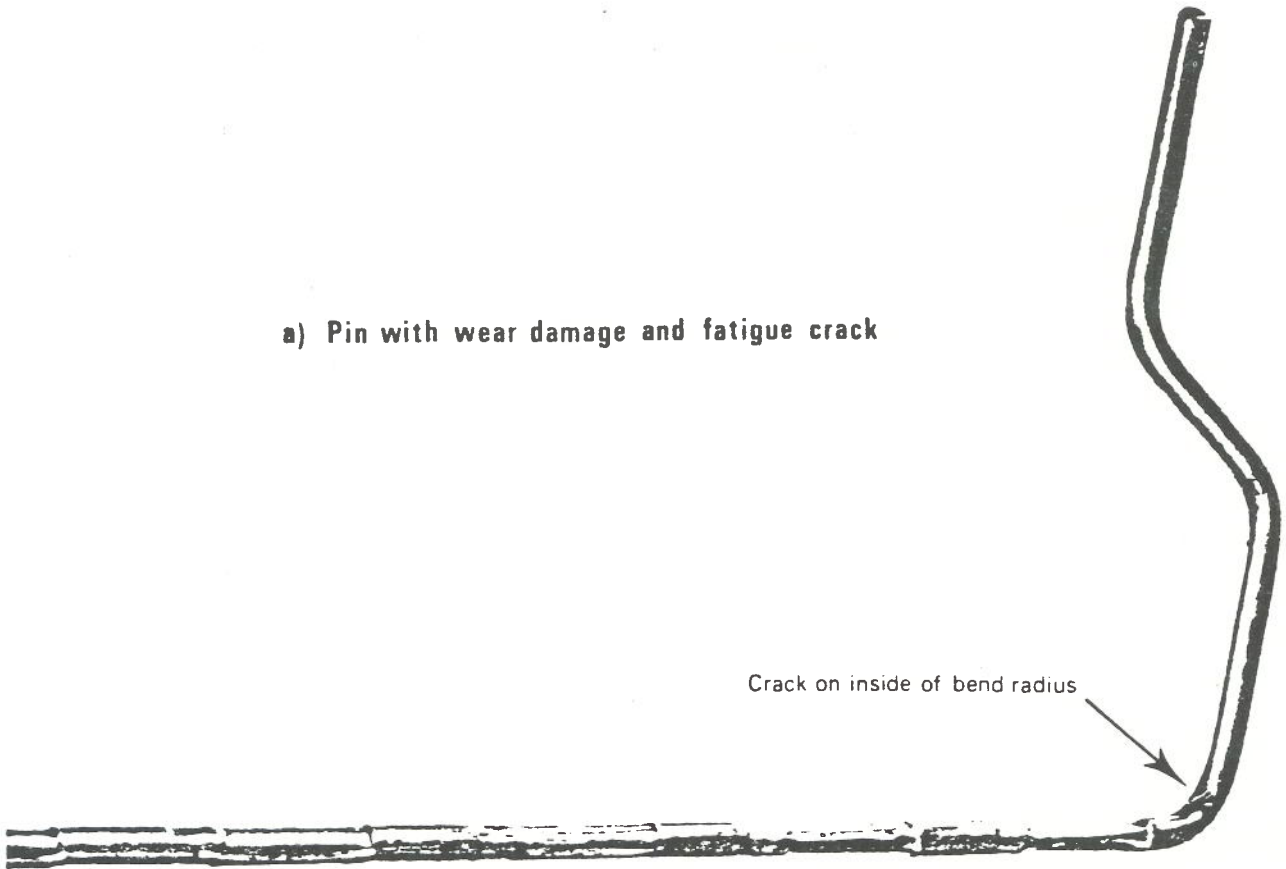 a) Pin with wear damage and fatigue crack
Crack on inside of bend radius